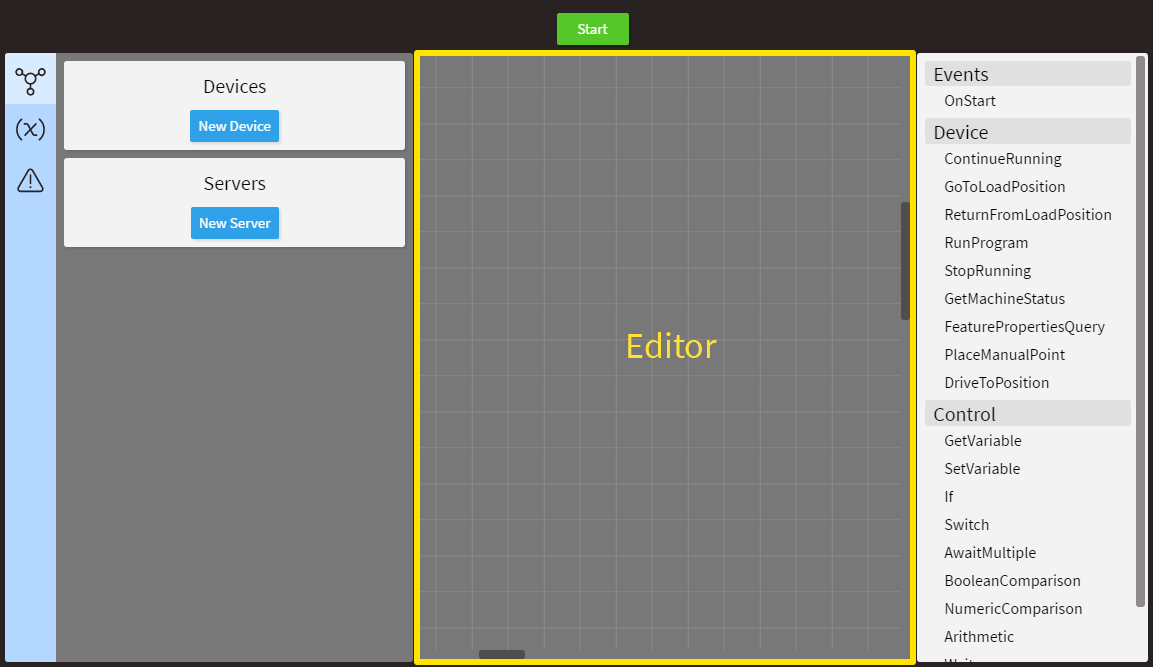 Start
Devices
New Device
Servers
New Server
(x)
Editor
Events
OnStart
Device
ContinueRunning
GoToLoadPosition
ReturnFromLoadPosition
RunProgram
StopRunning
GetMachineStatus
FeaturePropertiesQuery
PlaceManualPoint
DriveToPosition
Control
GetVariable
SetVariable
If
Switch
AwaitMultiple
BooleanComparison
NumericComparison
Arithmetic